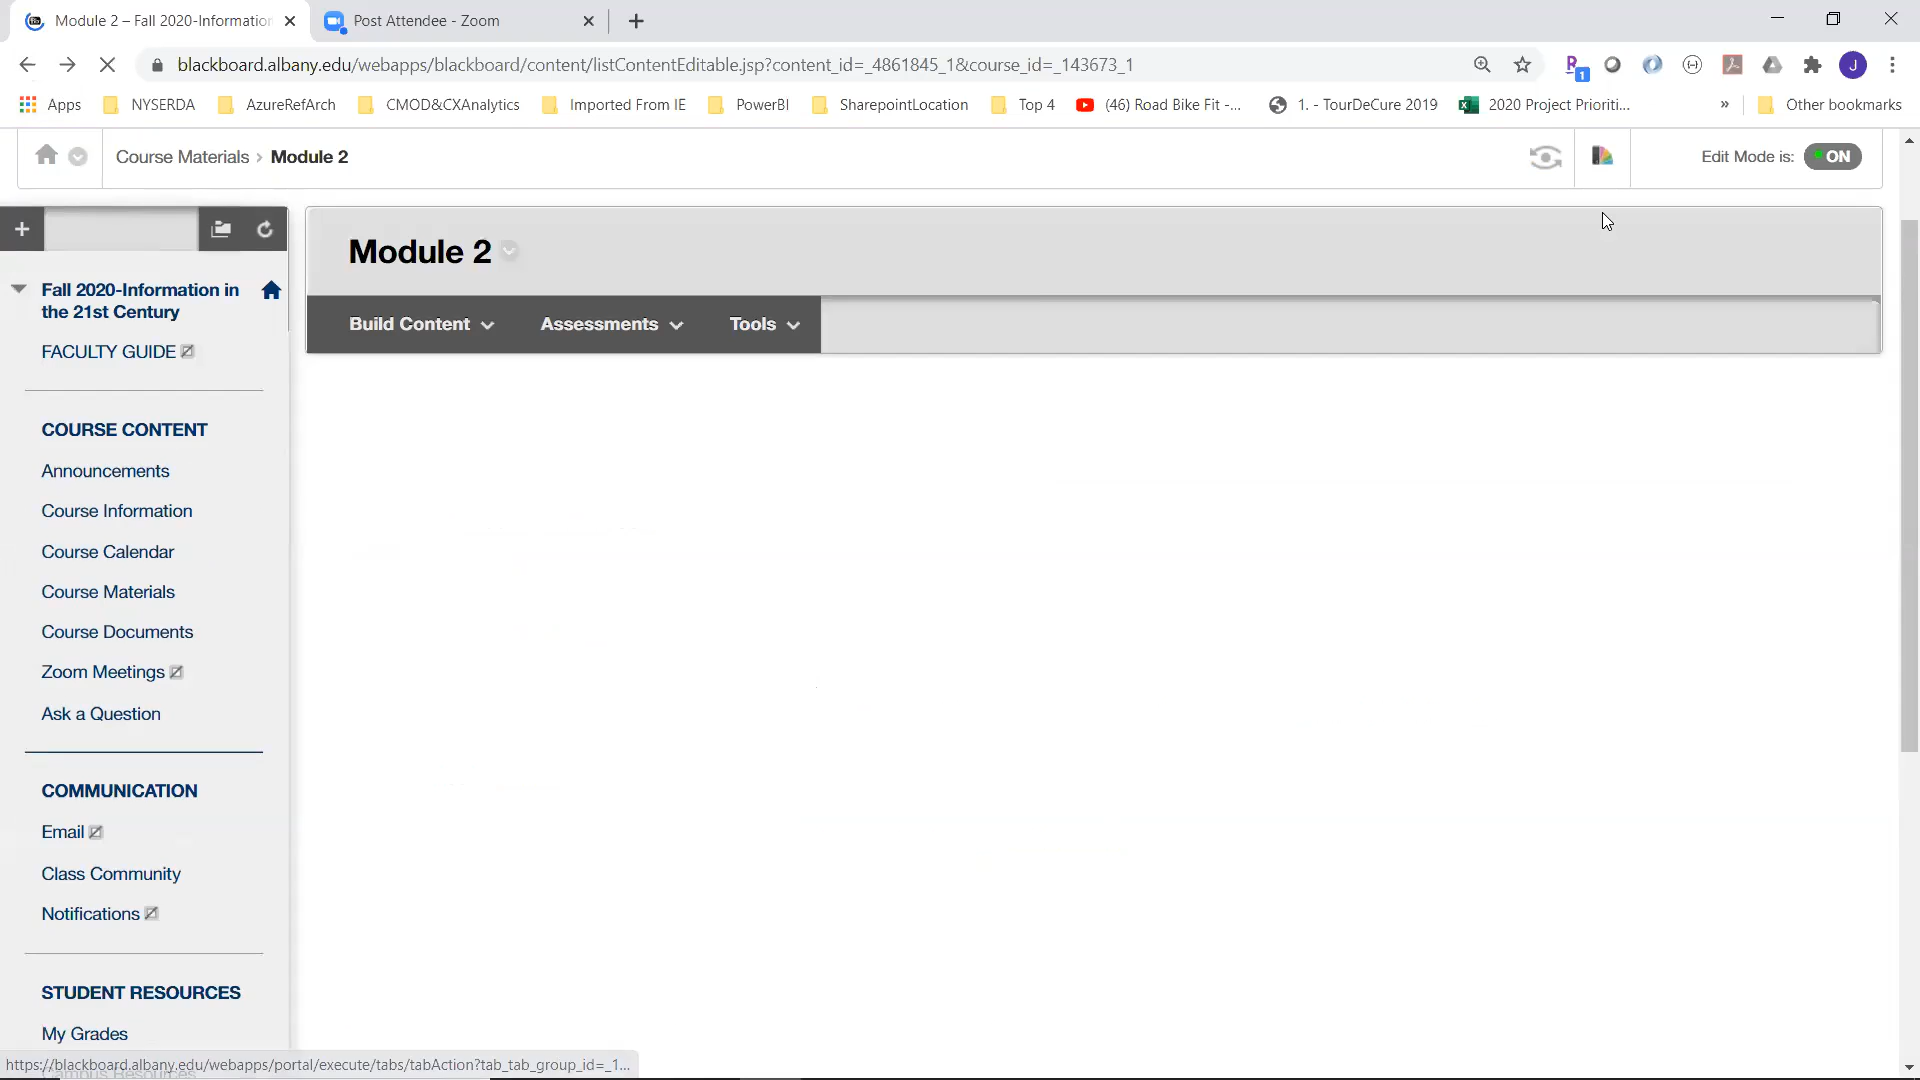 Module 2 – Fall 2020-Information
Post Attendee - Zoom
blackboard.albany.edu/webapps/blackboard/content/listContentEditable.jsp?content_id=_4861845_1&course_id=_143673_1
1
J
Apps
NYSERDA
AzureRefArch
CMOD&CXAnalytics
Imported From IE
PowerBI
SharepointLocation
Top 4
(46) Road Bike Fit -...
1. - TourDeCure 2019
2020 Project Prioriti...
»
Other bookmarks
Course Materials > Module 2
Edit Mode is: ON
Module 2
Build Content
Assessments
Tools
Fall 2020-Information in
the 21st Century
FACULTY GUIDE
COURSE CONTENT
Announcements
Course Information
Course Calendar
Course Materials
Course Documents
Zoom Meetings
Ask a Question
COMMUNICATION
Email
Class Community
Notifications
STUDENT RESOURCES
My Grades
https://blackboard.albany.edu/webapps/portal/execute/tabs/tabAction?tab_tab_group_id=_1...
Campus Resources